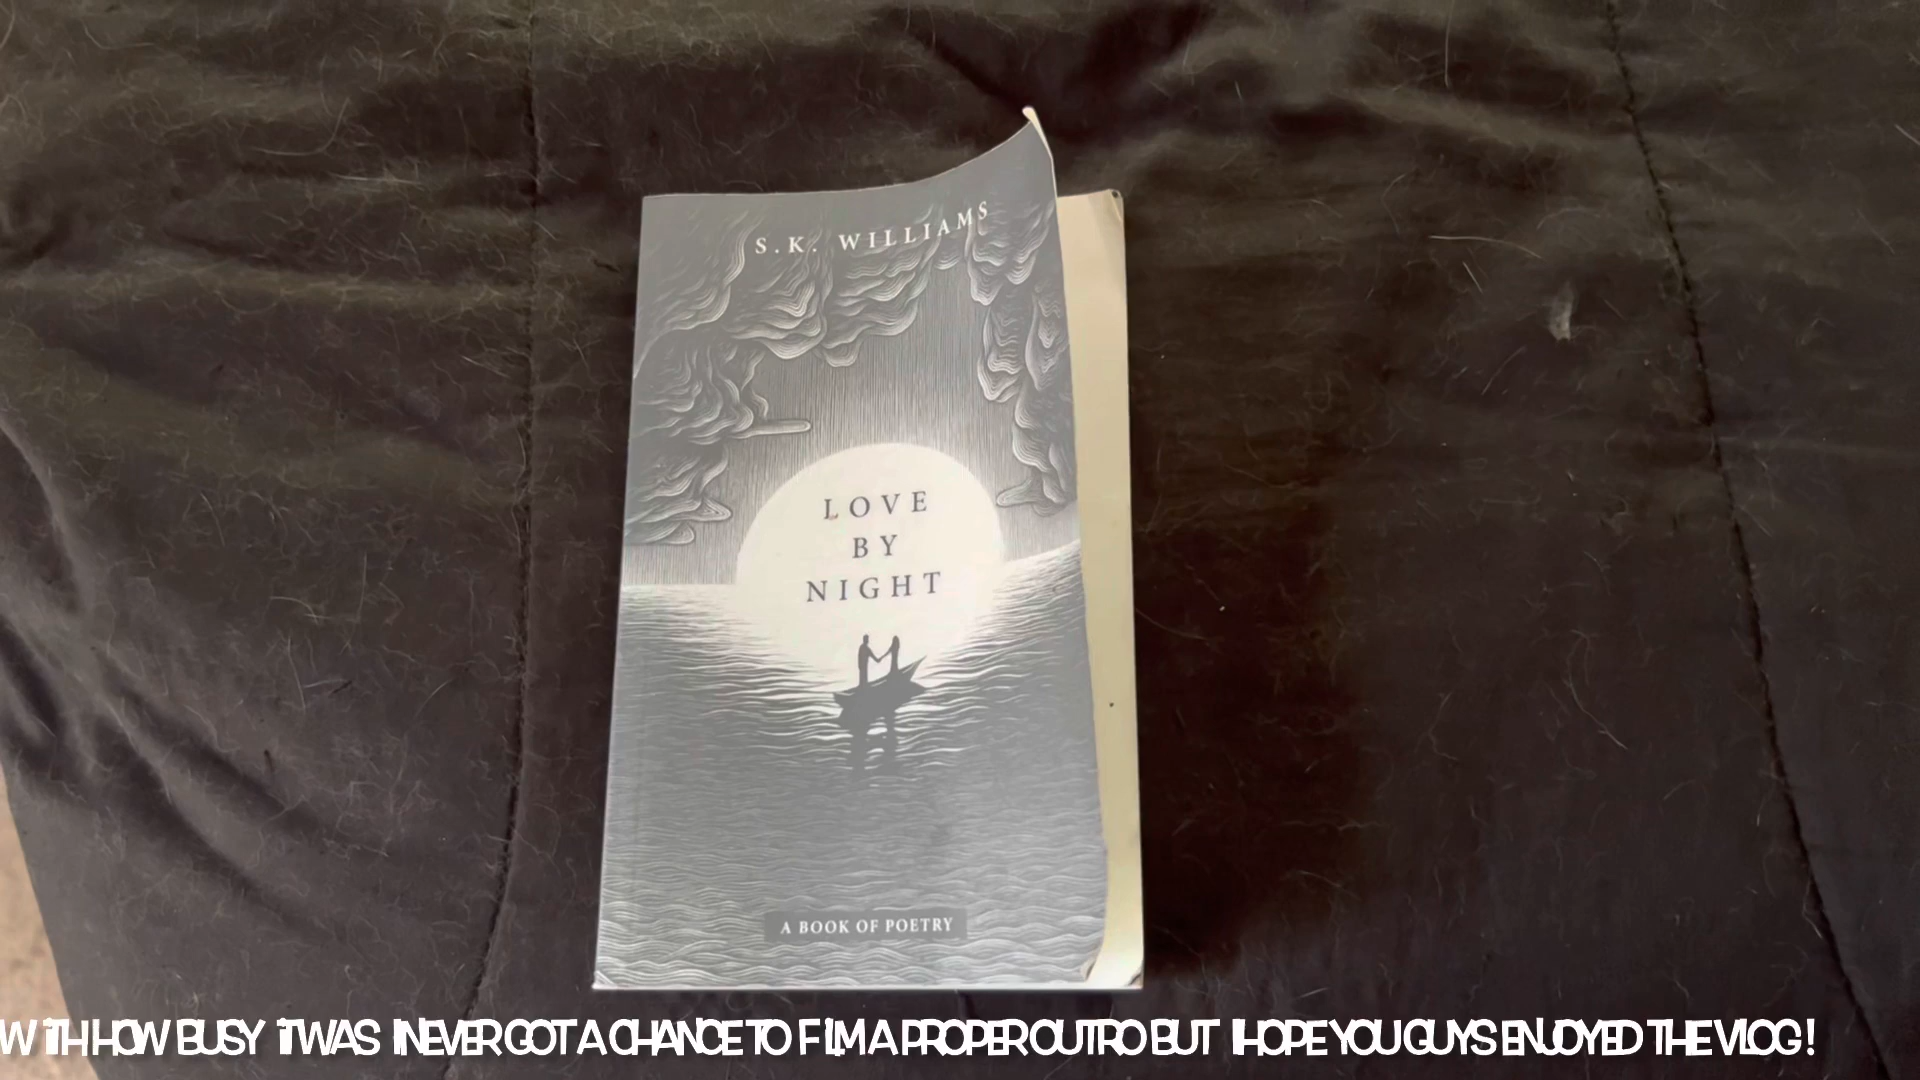 S.K. WILLIAMS
LOVE
BY
NIGHT
A BOOK OF POETRY
WITH HOW BUSY IT WAS I NEVER GOT A CHANCE TO FILM A PROPER OUTRO BUT I HOPE YOU GUYS ENJOYED THE VLOG!